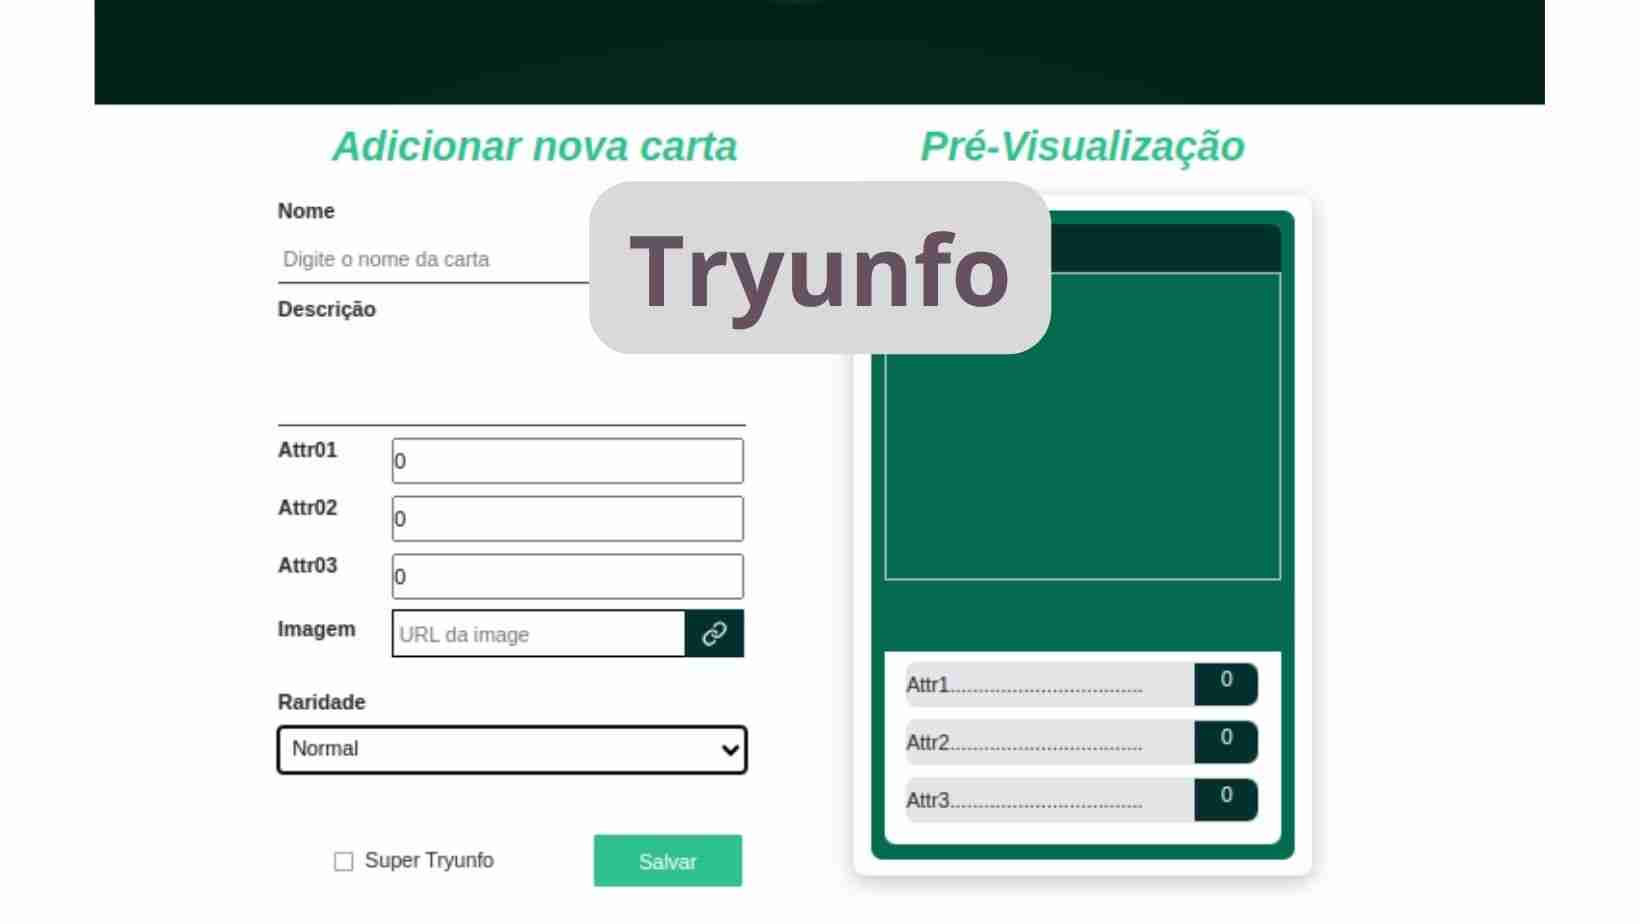 Adicionar nova carta
Pré-Visualização
Tryunfo
Nome
Digite o nome da carta
Descrição
Attr01
0
Attr02
0
Attr03
0
Imagem
URL da image
Raridade
Normal
Super Tryunfo
Salvar
Attr1..................................
0
Attr2..................................
0
Attr3..................................
0